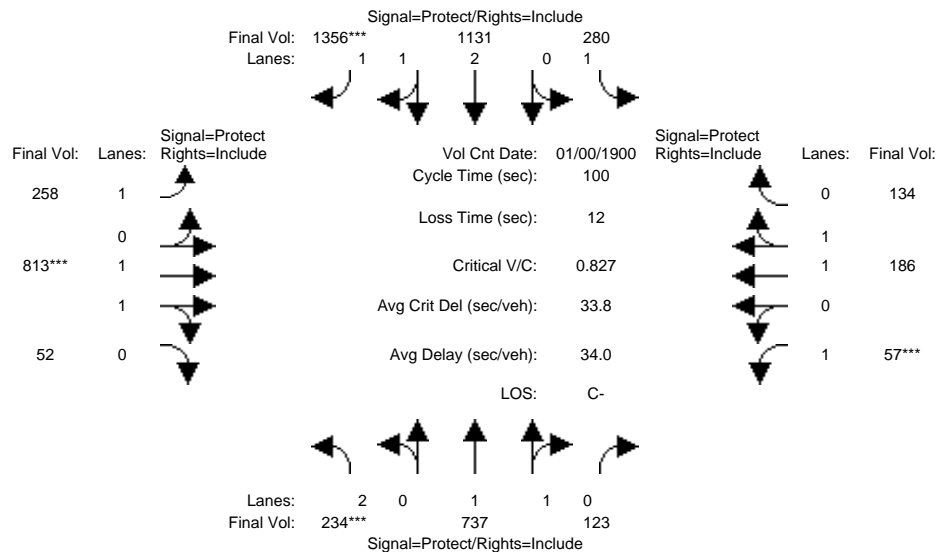 Signal=Protect/Rights=Include
Final Vol: 1356*** 1131 280
Lanes: 1 1 2 0 1
Signal=Protect Signal=Protect
Final Vol: Lanes: Rights=Include Vol Cnt Date: 01/00/1900 Rights=Include Lanes: Final Vol:
Cycle Time (sec): 100
258 1 0 134
Loss Time (sec): 12
0 1
813*** 1 Critical V/C: 0.827 1 186
1 Avg Crit Del (sec/veh): 33.8 0
52 0 Avg Delay (sec/veh): 34.0 1 57***
LOS: C-
Lanes: 2 0 1 1 0
Final Vol: 234*** 737 123
Signal=Protect/Rights=Include